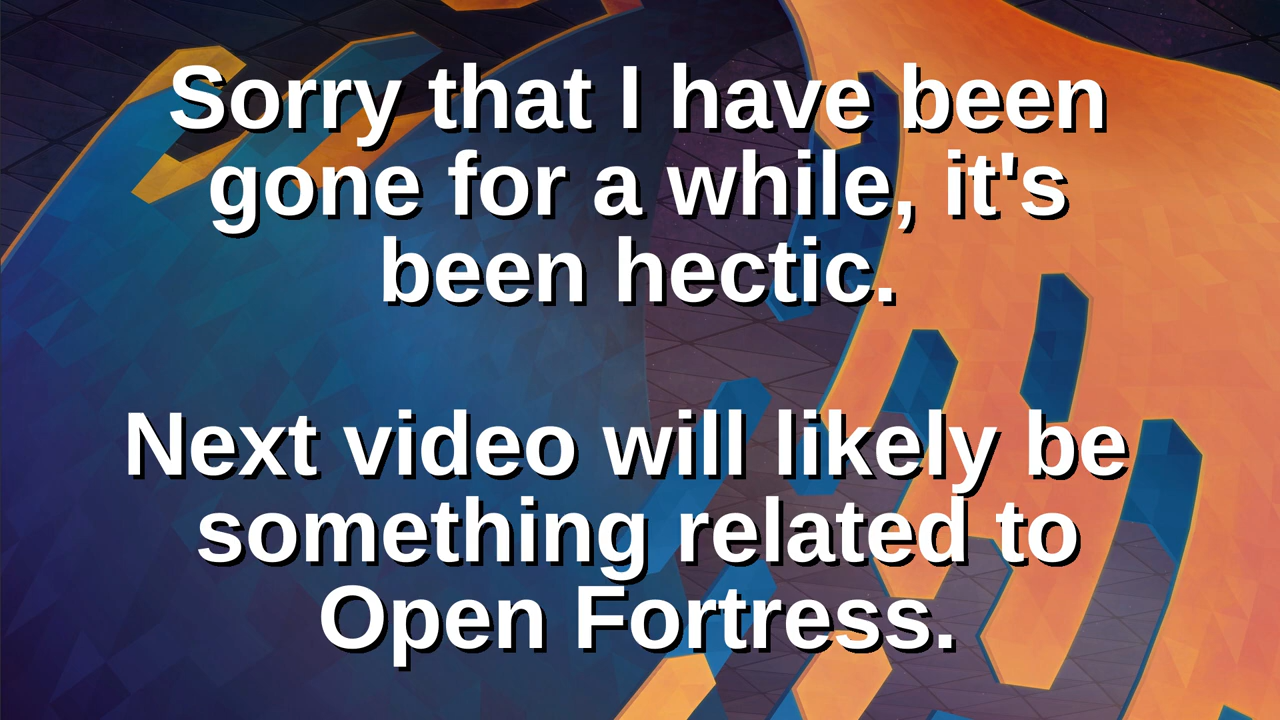 Sorry that I have been
gone for a while, it's
been hectic.
Next video will likely be
something related to
Open Fortress.